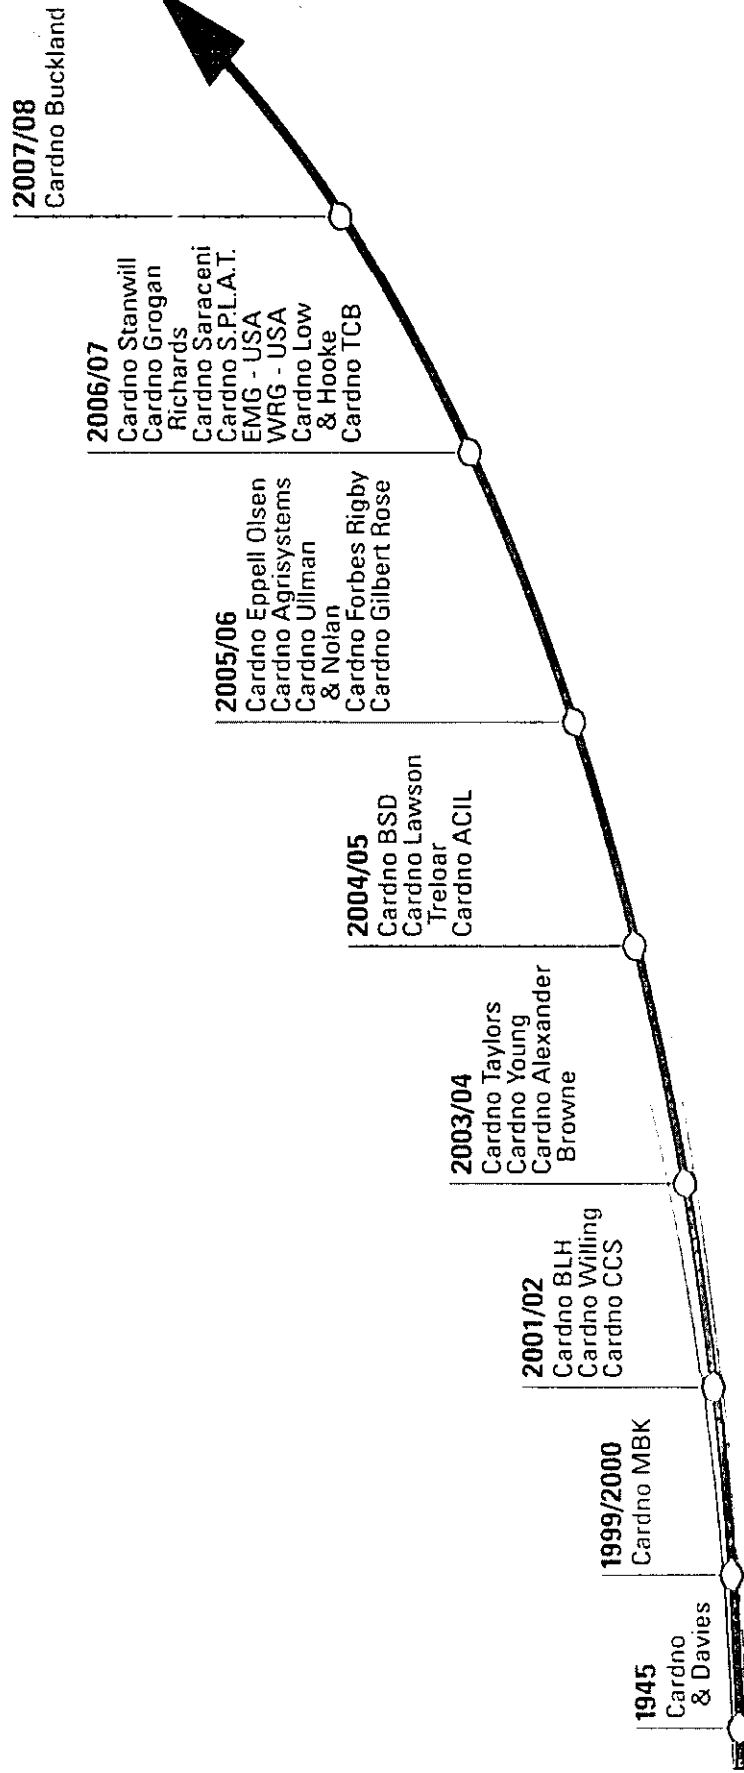 1945
Cardno
& Davies
1999/2000
Cardno MBK
2001/02
Cardno BLH
Cardno Willing
Cardno CCS
2003/04
Cardno Taylors
Cardno Young
Cardno Alexander
Browne
2004/05
Cardno BSD
Cardno Lawson
Treloar
Cardno ACIL
2005/06
Cardno Eppell Olsen
Cardno Agrisystems
Cardno Ullman
& Nolan
Cardno Forbes Rigby
Cardno Gilbert Rose
2006/07
Cardno Stanwill
Cardno Grogan
Richards
Cardno Saraceni
Cardno S.P.L.A.T.
EMG - USA
WRG - USA
Cardno Low
& Hooke
Cardno TCB
2007/08
Cardno Buckland